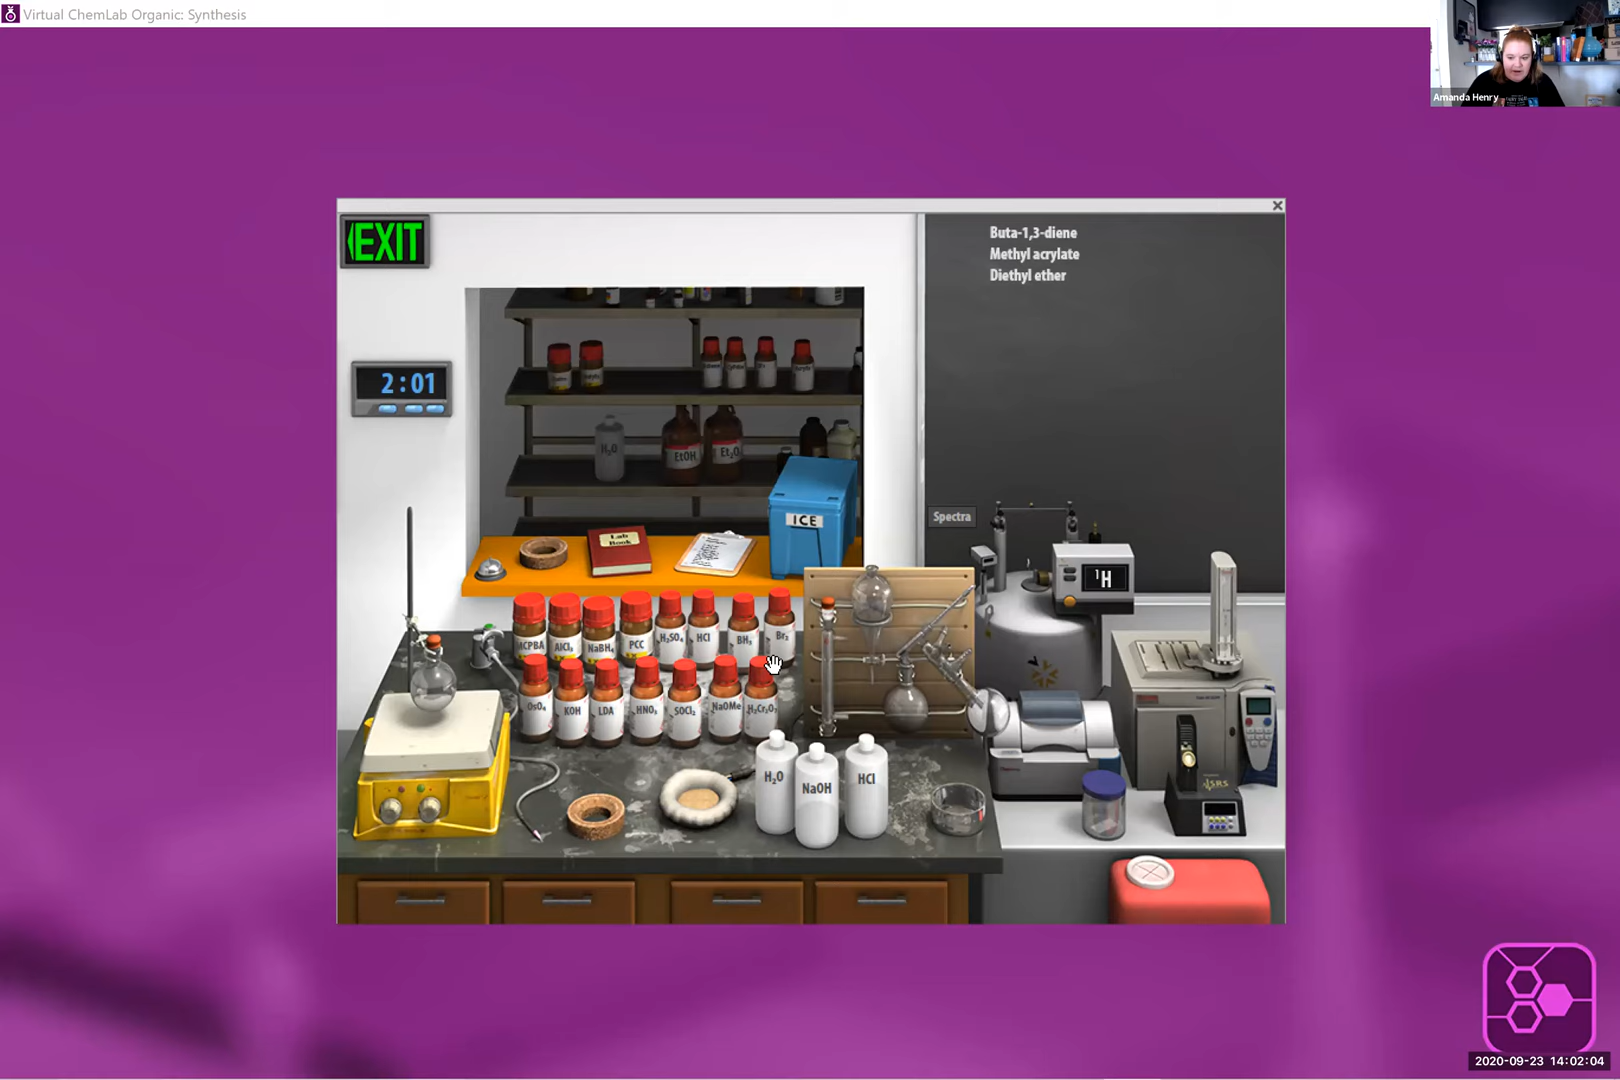 Virtual ChemLab Organic: Synthesis
Amanda Henry
EXIT
Buta-1,3-diene
Methyl acrylate
Diethyl ether
2:01
H₂O
EtOH
Et₂O
ICE
Spectra
Lab
Book
¹H
MCPBA
AlCl₃
NaBH₄
PCC
H₂SO₄
HCl
BH₃
Br₂
OsO₄
KOH
LDA
HNO₃
SOCl₂
NaOMe
H₂Cr₂O₇
H₂O
NaOH
HCl
SRS
2020-09-23 14:02:04